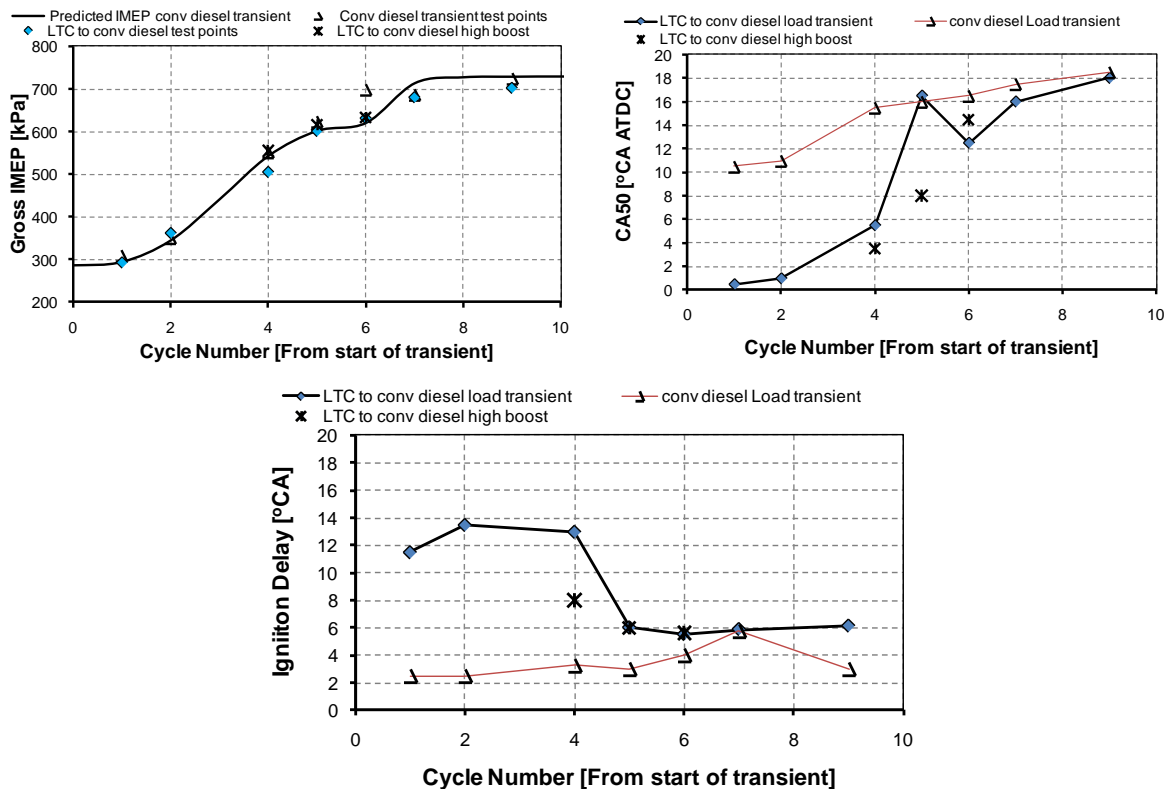 Predicted IMEP conv diesel transient
Conv diesel transient test points
LTC to conv diesel test points
LTC to conv diesel high boost
800
700
600
500
400
300
200
Gross IMEP [kPa]
0 2 4 6 8 10
Cycle Number [From start of transient]
LTC to conv diesel load transient
conv diesel Load transient
LTC to conv diesel high boost
20
18
16
14
12
10
8
6
4
2
0
CA50 [ºCA ATDC]
0 2 4 6 8 10
Cycle Number [From start of transient]
LTC to conv diesel load transient
conv diesel Load transient
LTC to conv diesel high boost
20
18
16
14
12
10
8
6
4
2
0
Igniiton Delay [ºCA]
0 2 4 6 8 10
Cycle Number [From start of transient]